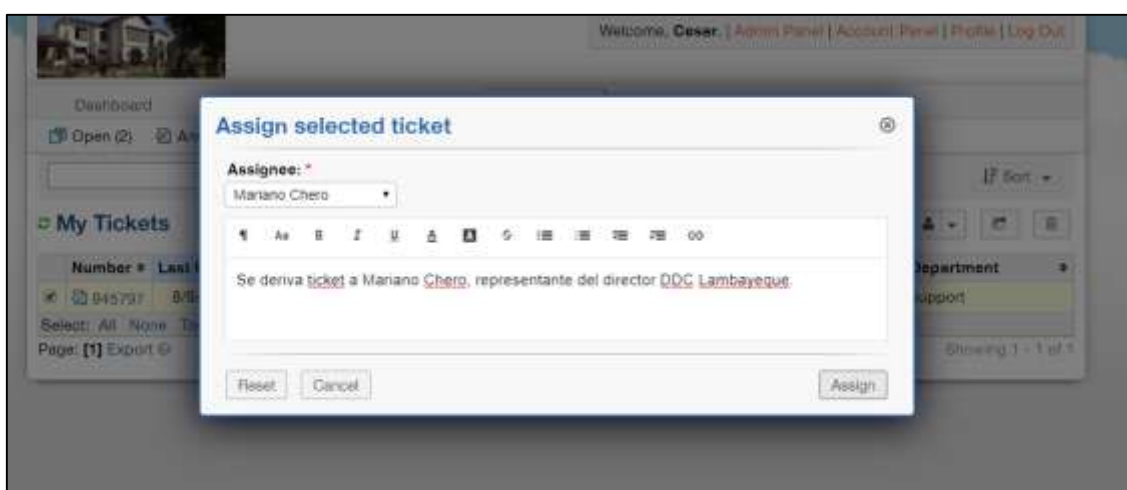 Welcome, Cesar. | Admin Panel | Account Panel | Profile | Log Out
Dashboard
Open (2)
Assign selected ticket
Assignee: *
Sort
Mariano Chero
My Tickets
Number Last
Department
Se deriva ticket a Mariano Chero, representante del director DDC Lambayeque.
945797
Support
Select: All None
Page: [1] Export
Showing 1 - 1 of 1
Reset Cancel Assign